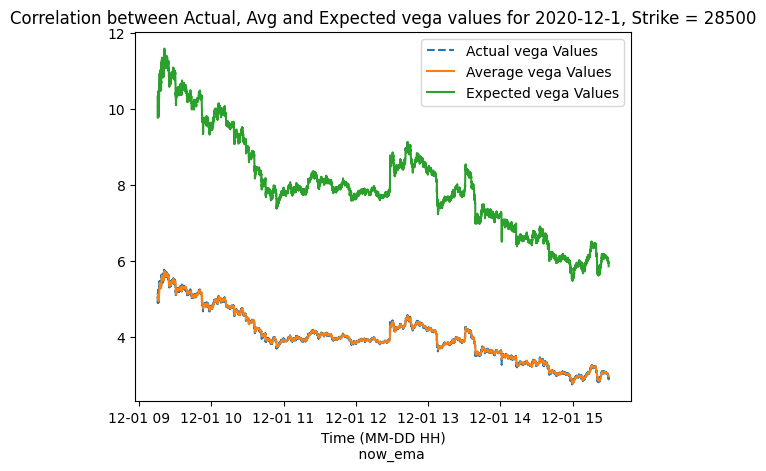 Correlation between Actual, Avg and Expected vega values for 2020-12-1, Strike = 28500
Actual vega Values
Average vega Values
Expected vega Values
12
10
8
6
4
12-01 09 12-01 10 12-01 11 12-01 12 12-01 13 12-01 14 12-01 15
Time (MM-DD HH)
now_ema